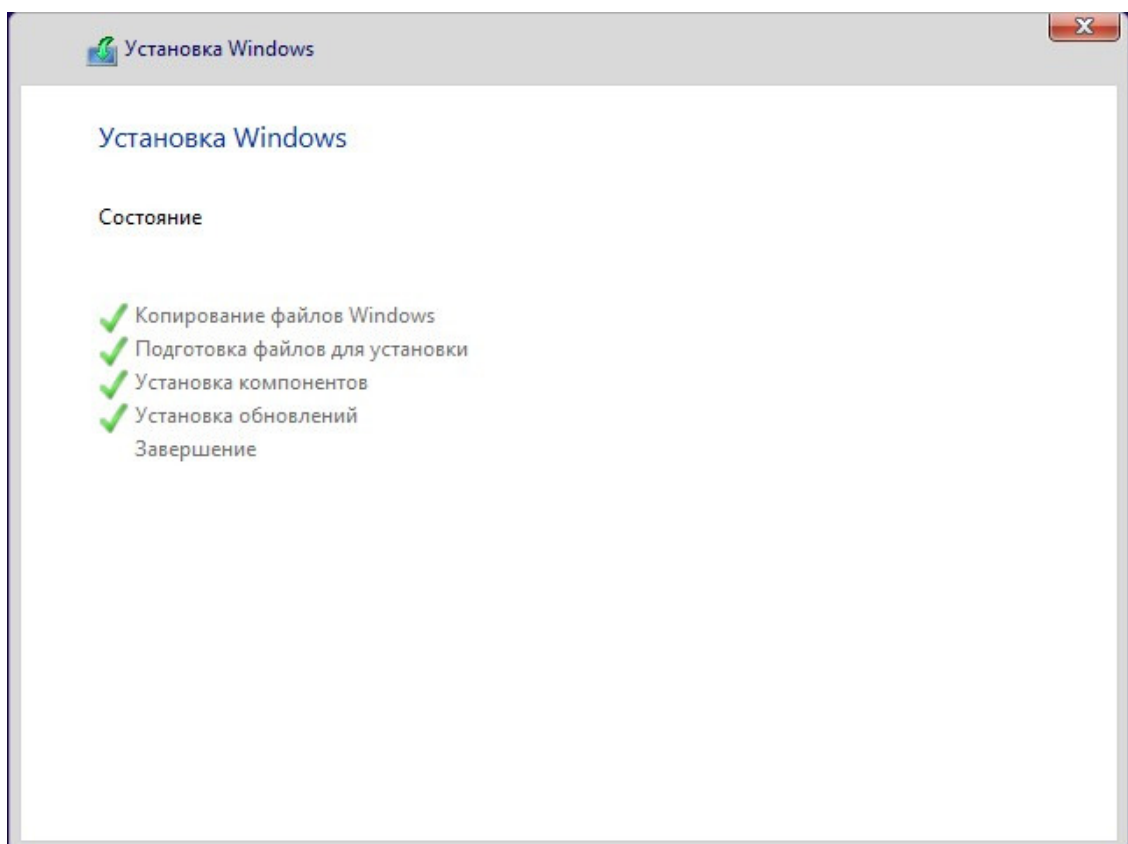 Установка Windows
Установка Windows
Состояние
Копирование файлов Windows
Подготовка файлов для установки
Установка компонентов
Установка обновлений
Завершение